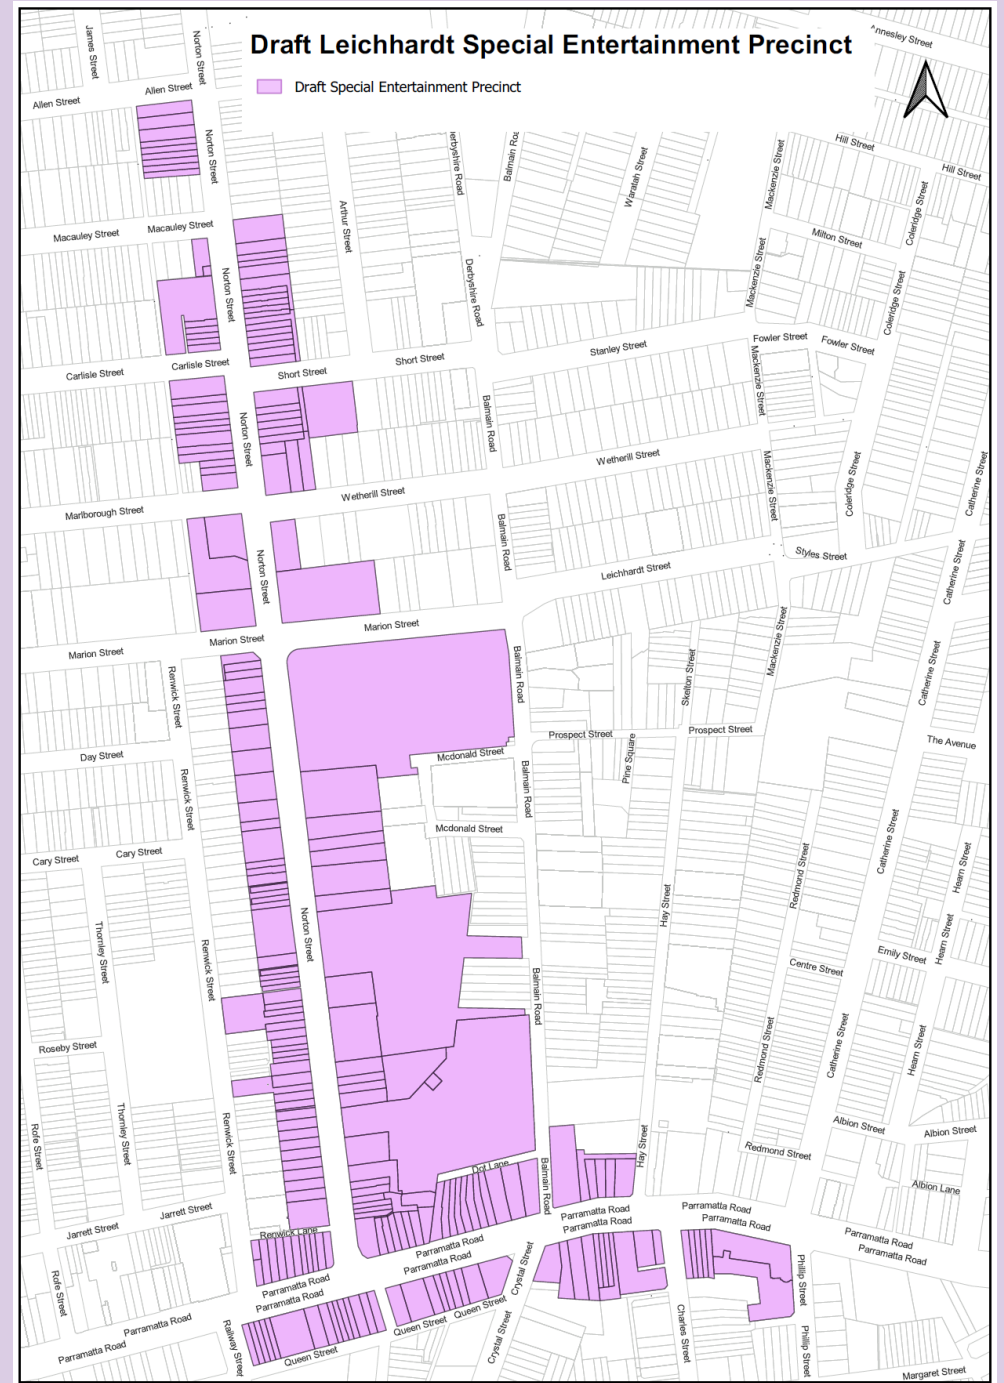 Draft Leichhardt Special Entertainment Precinct
Draft Special Entertainment Precinct
James Street
Norton Street
Annesley Street
Allen Street
Allen Street
Norton Street
Derbyshire Road
Balmain Road
Waratah Street
Mackenzie Street
Hill Street
Hill Street
Coleridge Street
Macauley Street
Macauley Street
Arthur Street
Milton Street
Norton Street
Derbyshire Road
Mackenzie Street
Coleridge Street
Carlisle Street
Carlisle Street
Short Street
Short Street
Stanley Street
Fowler Street
Fowler Street
Mackenzie Street
Norton Street
Balmain Road
Wetherill Street
Wetherill Street
Mackenzie Street
Coleridge Street
Catherine Street
Marlborough Street
Norton Street
Balmain Road
Leichhardt Street
Styles Street
Catherine Street
Marion Street
Marion Street
Marion Street
Renwick Street
Balmain Road
Skelton Street
Mackenzie Street
Catherine Street
Day Street
Mcdonald Street
Prospect Street
Prospect Street
Pine Square
The Avenue
Renwick Street
Balmain Road
Mcdonald Street
Cary Street
Cary Street
Catherine Street
Hearn Street
Redmond Street
Thornley Street
Renwick Street
Norton Street
Hay Street
Balmain Road
Centre Street
Emily Street
Hearn Street
Roseby Street
Redmond Street
Catherine Street
Hearn Street
Rofe Street
Thornley Street
Renwick Street
Dot Lane
Balmain Road
Hay Street
Redmond Street
Albion Street
Albion Street
Albion Lane
Jarrett Street
Jarrett Street
Renwick Lane
Parramatta Road
Parramatta Road
Parramatta Road
Parramatta Road
Parramatta Road
Parramatta Road
Parramatta Road
Parramatta Road
Parramatta Road
Parramatta Road
Rofe Street
Parramatta Road
Parramatta Road
Railway Street
Queen Street
Queen Street
Queen Street
Crystal Street
Crystal Street
Charles Street
Phillip Street
Phillip Street
Margaret Street